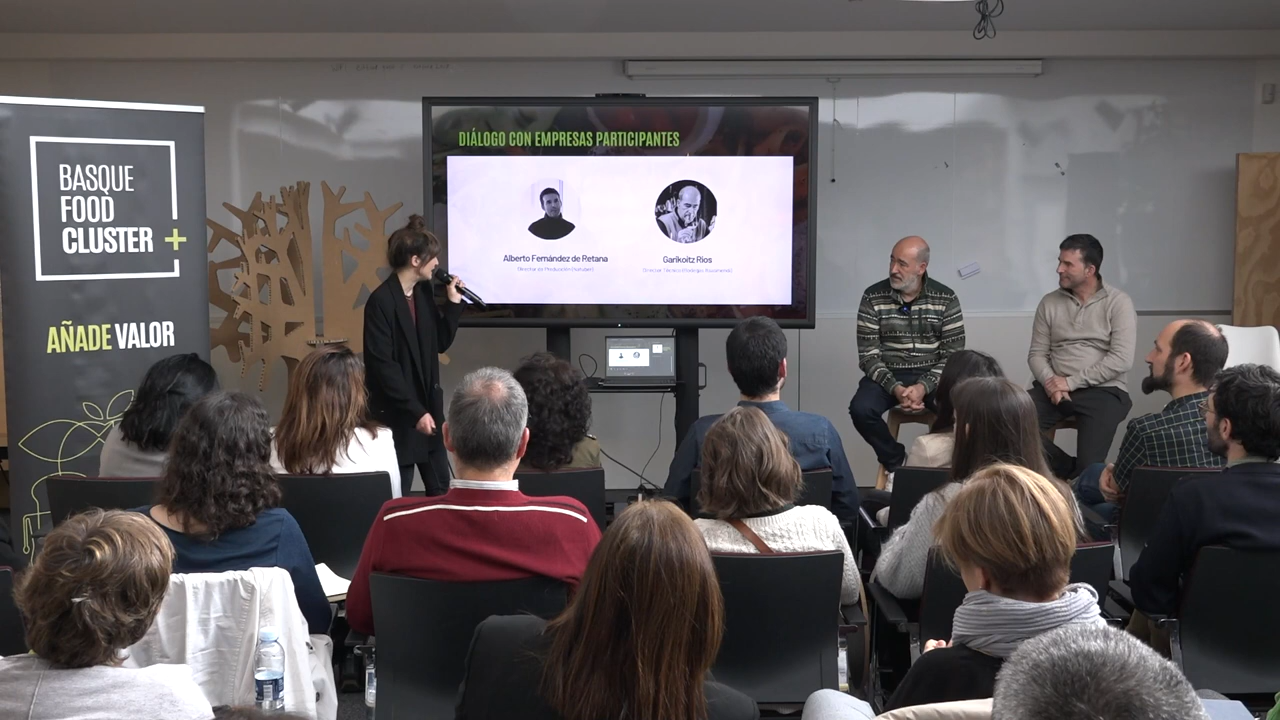 BASQUE
FOOD
CLUSTER +
AÑADE VALOR
DIÁLOGO CON EMPRESAS PARTICIPANTES
Alberto Fernández de Retana
Garikoitz Rios